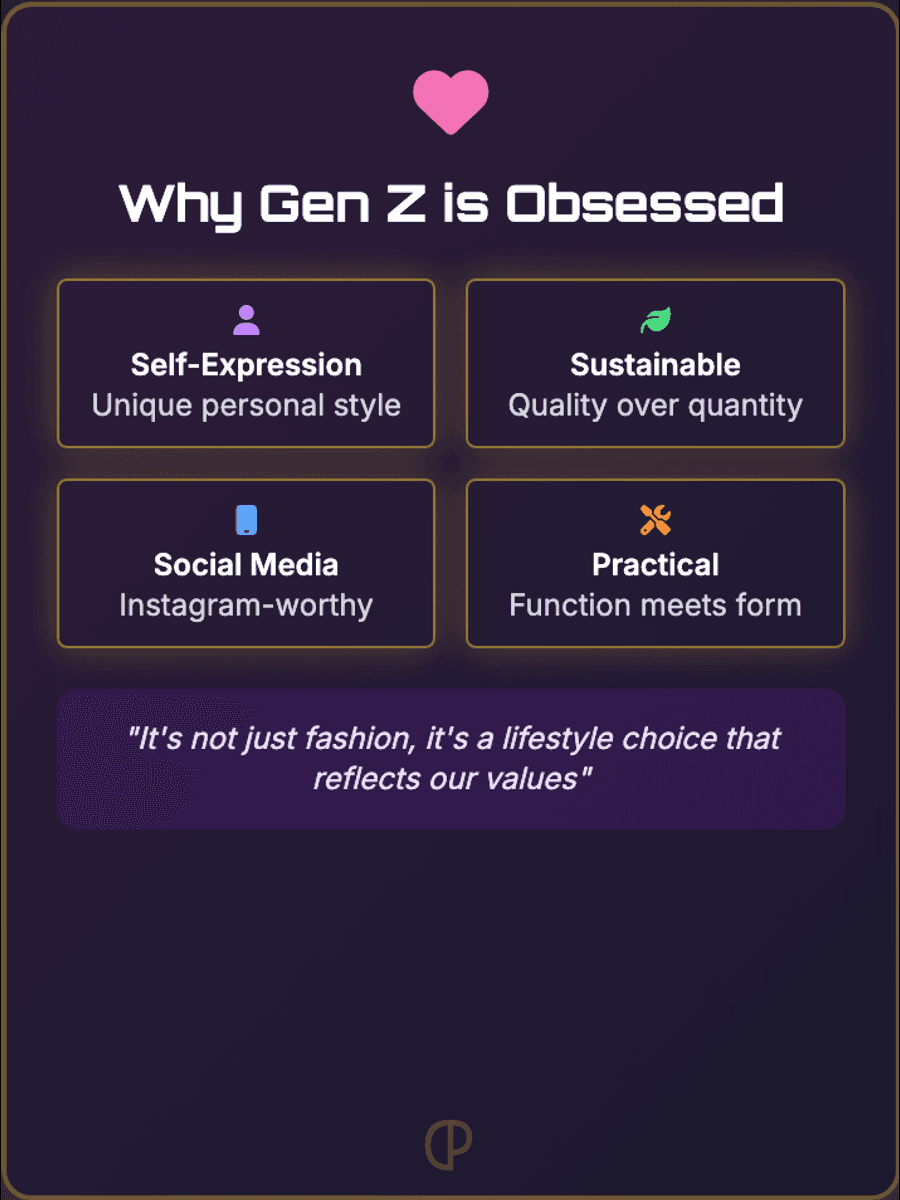 Why Gen Z is Obsessed
Self-Expression
Unique personal style
Sustainable
Quality over quantity
Social Media
Instagram-worthy
Practical
Function meets form
"It's not just fashion, it's a lifestyle choice that
reflects our values"